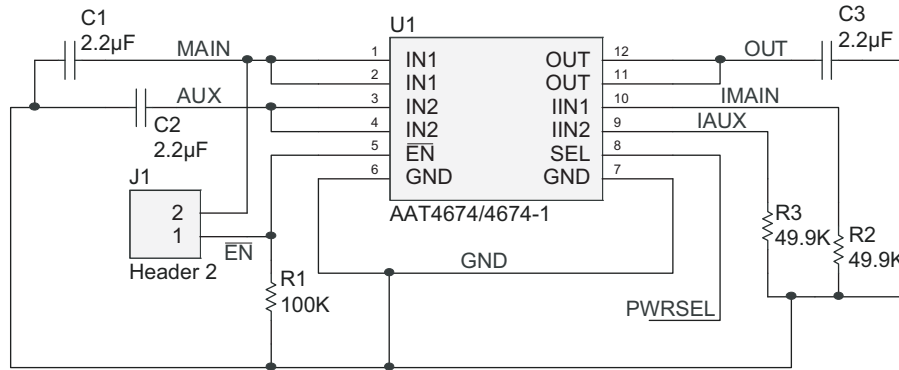 C1
2.2µF
MAIN
U1
C3
2.2µF
OUT
1
IN1
OUT
12
2
IN1
OUT
11
AUX
3
IN2
IIN1
10
IMAIN
4
IN2
IIN2
9
IAUX
5
E̅N̅
SEL
8
6
GND
GND
7
C2
2.2µF
AAT4674/4674-1
J1
2
1
Header 2
E̅N̅
R1
100K
GND
PWRSEL
R3
49.9K
R2
49.9K